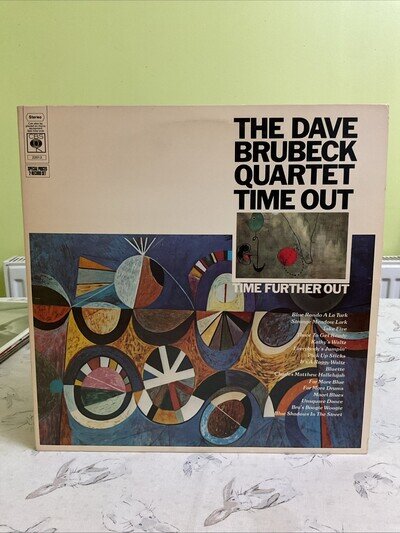 Stereo
CBS
SPECIAL PRICED
2 RECORD SET
THE DAVE
BRUBECK
QUARTET
TIME OUT
TIME FURTHER OUT
Blue Rondo A La Turk
Strange Meadow Lark
Take Five
To Get Ready
Kathy's Waltz
Everybody's Jumpin'
Pick Up Sticks
It's A Raggy Waltz
Bluette
Charles Matthew Hallelujah
Far More Blue
Far More Drums
Maori Blues
Unsquare Dance
Bru's Boogie Woogie
Blue Shadows In The Street